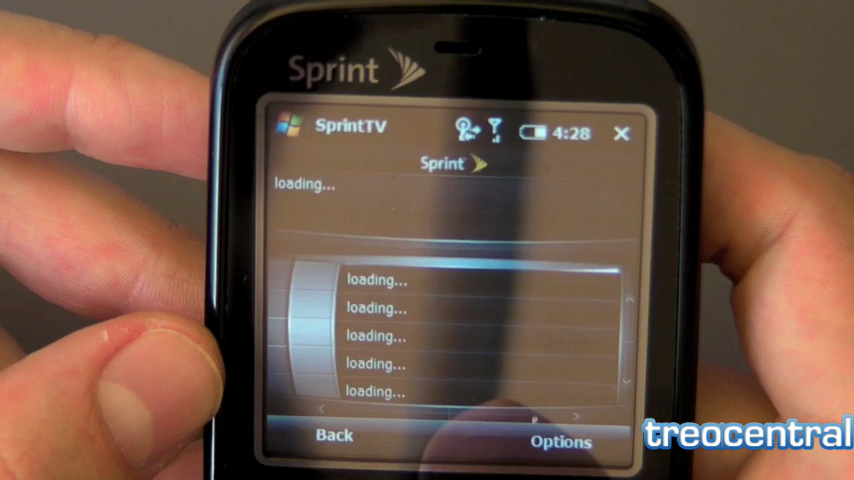 Sprint
SprintTV 4:28
Sprint
loading...
loading...
loading...
loading...
loading...
loading...
Back Options
treocentral